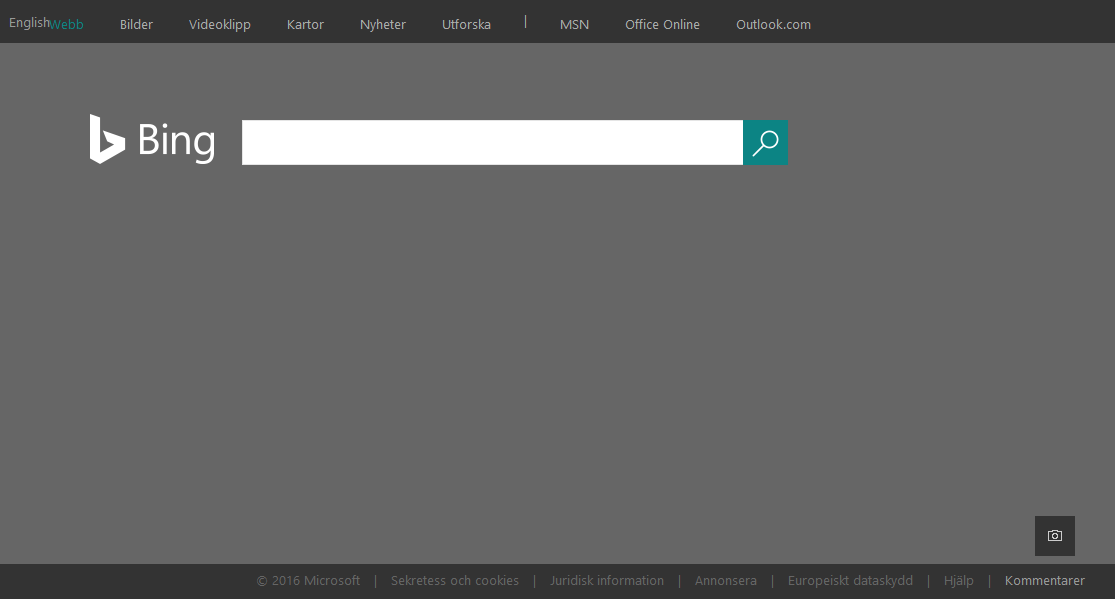 English Webb Bilder Videoklipp Kartor Nyheter Utforska | MSN Office Online Outlook.com
Bing
© 2016 Microsoft | Sekretess och cookies | Juridisk information | Annonsera | Europeiskt dataskydd | Hjälp | Kommentarer